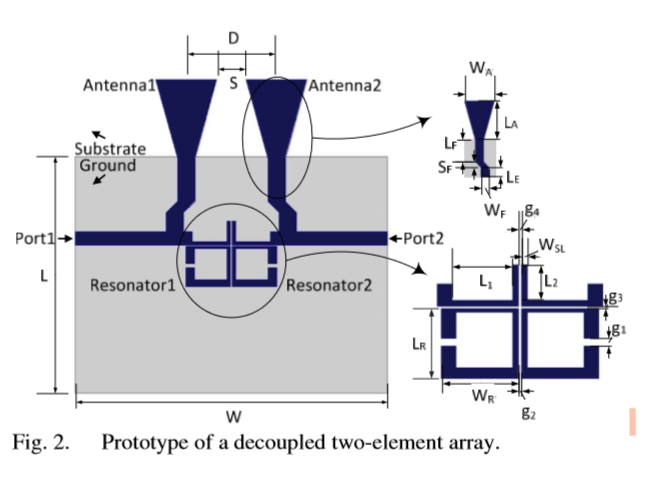 D
S
Antenna1
Antenna2
Substrate
Ground
Port1
Port2
L
Resonator1
Resonator2
W
WA
LA
LF
SF
LE
WF
g4
WSL
L1
L2
g3
g1
LR
WR
g2
Fig. 2. Prototype of a decoupled two-element array.